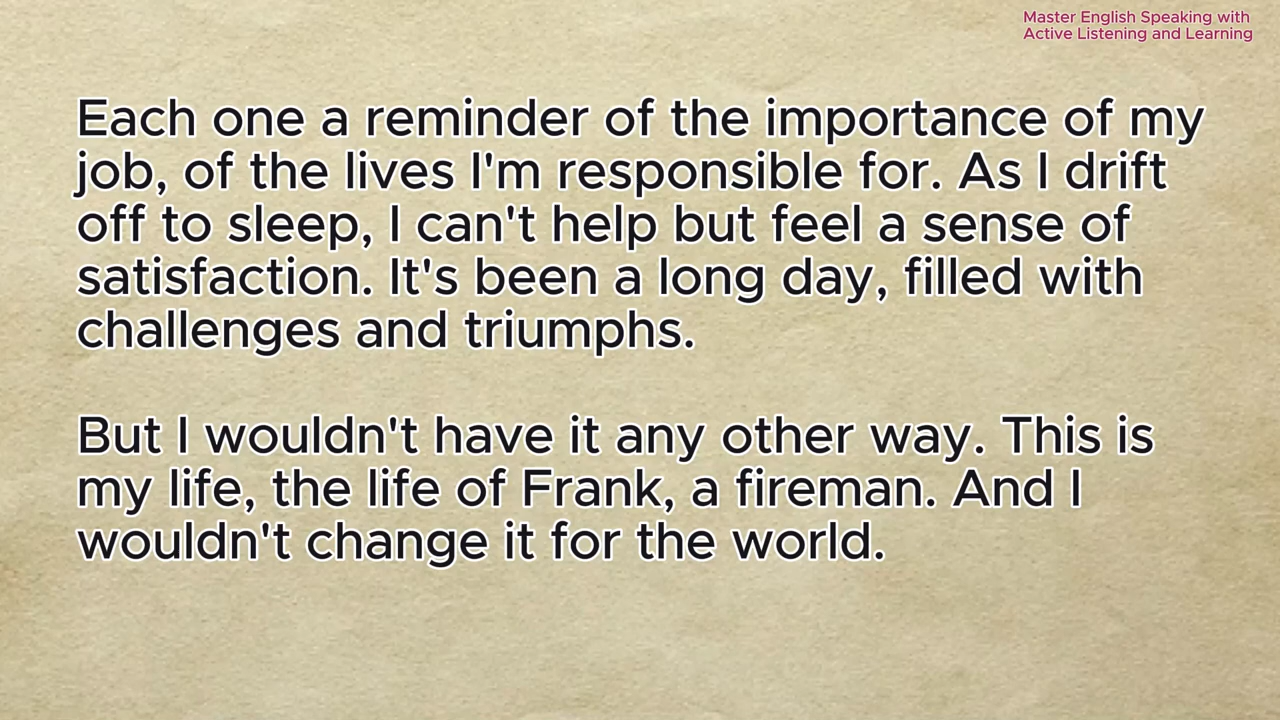 Master English Speaking with
Active Listening and Learning
Each one a reminder of the importance of my
job, of the lives I'm responsible for. As I drift
off to sleep, I can't help but feel a sense of
satisfaction. It's been a long day, filled with
challenges and triumphs.
But I wouldn't have it any other way. This is
my life, the life of Frank, a fireman. And I
wouldn't change it for the world.